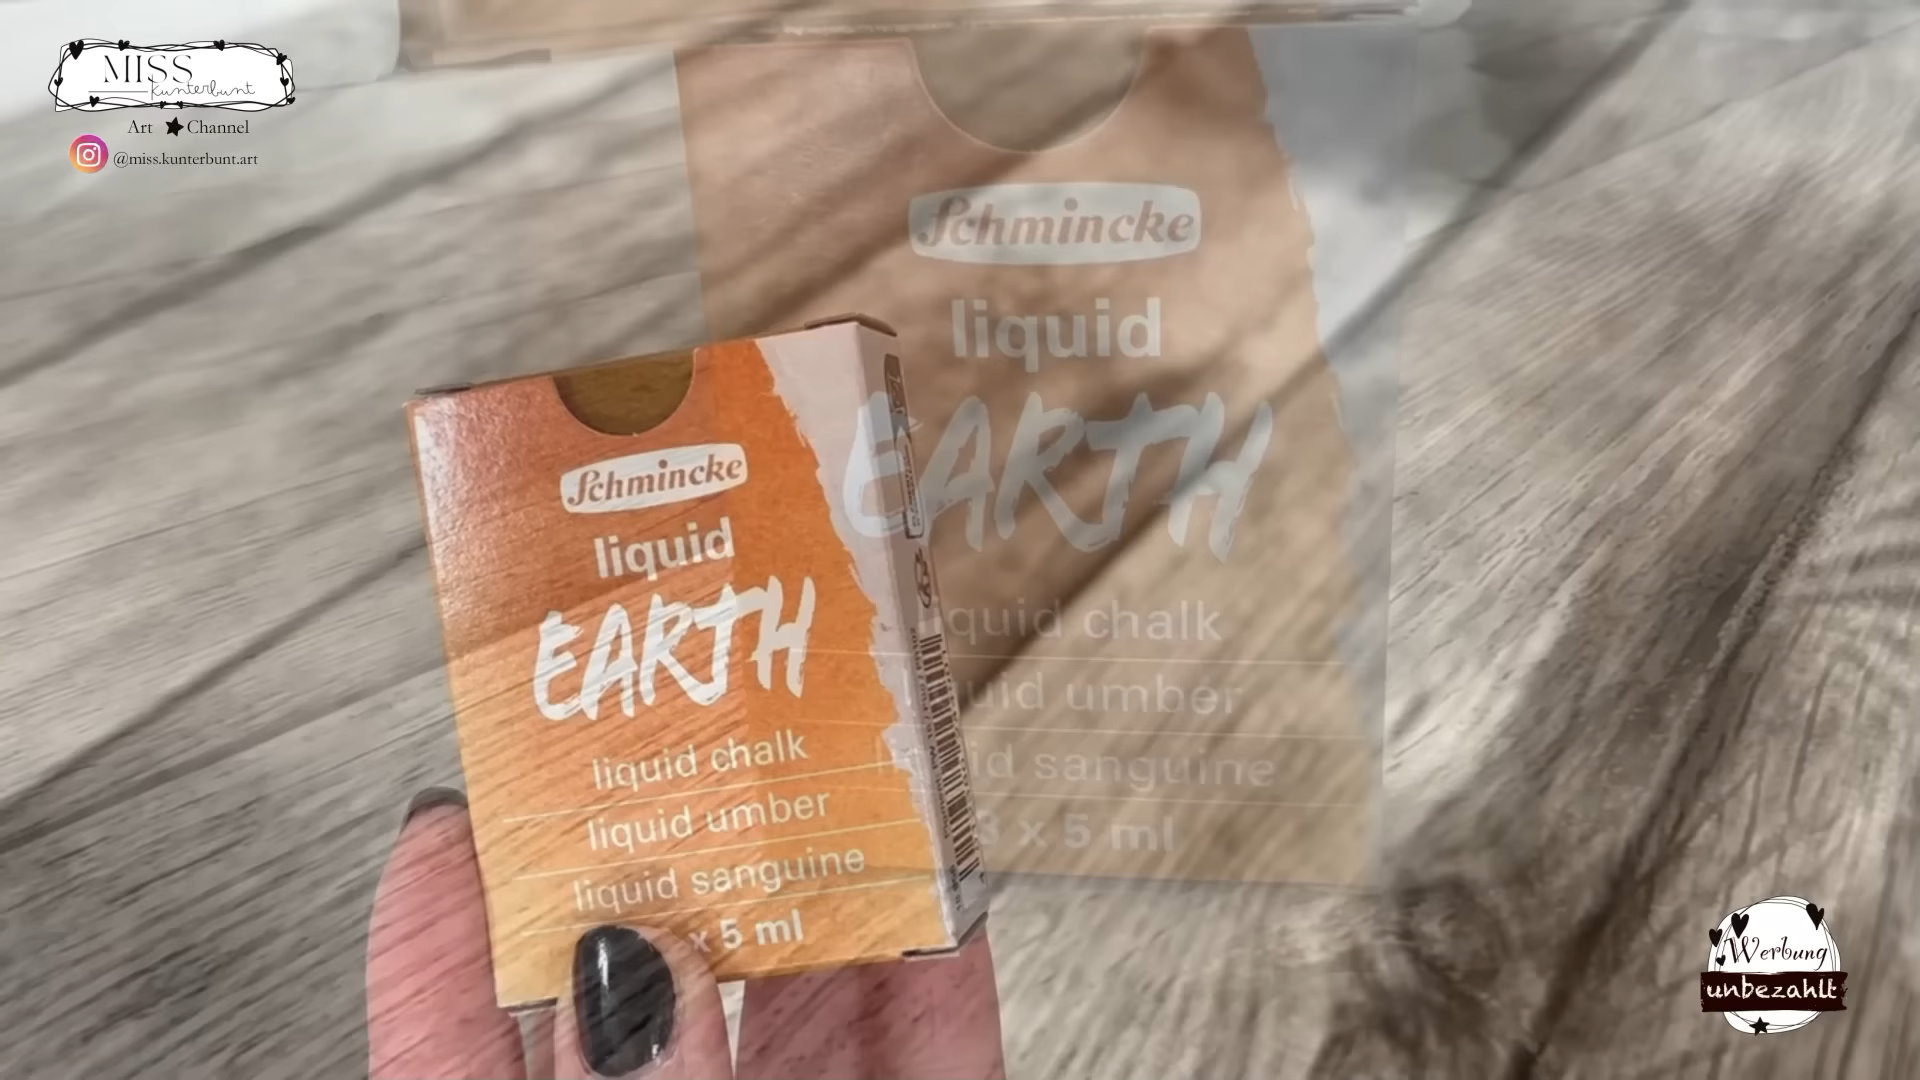 MISS
kunterbunt
Art ★ Channel
@miss.kunterbunt.art
Schmincke
liquid
EARTH
liquid chalk
liquid umber
liquid sanguine
x 5 ml
Schmincke
liquid
EARTH
liquid chalk
liquid umber
liquid sanguine
3 x 5 ml
Werbung
unbezahlt